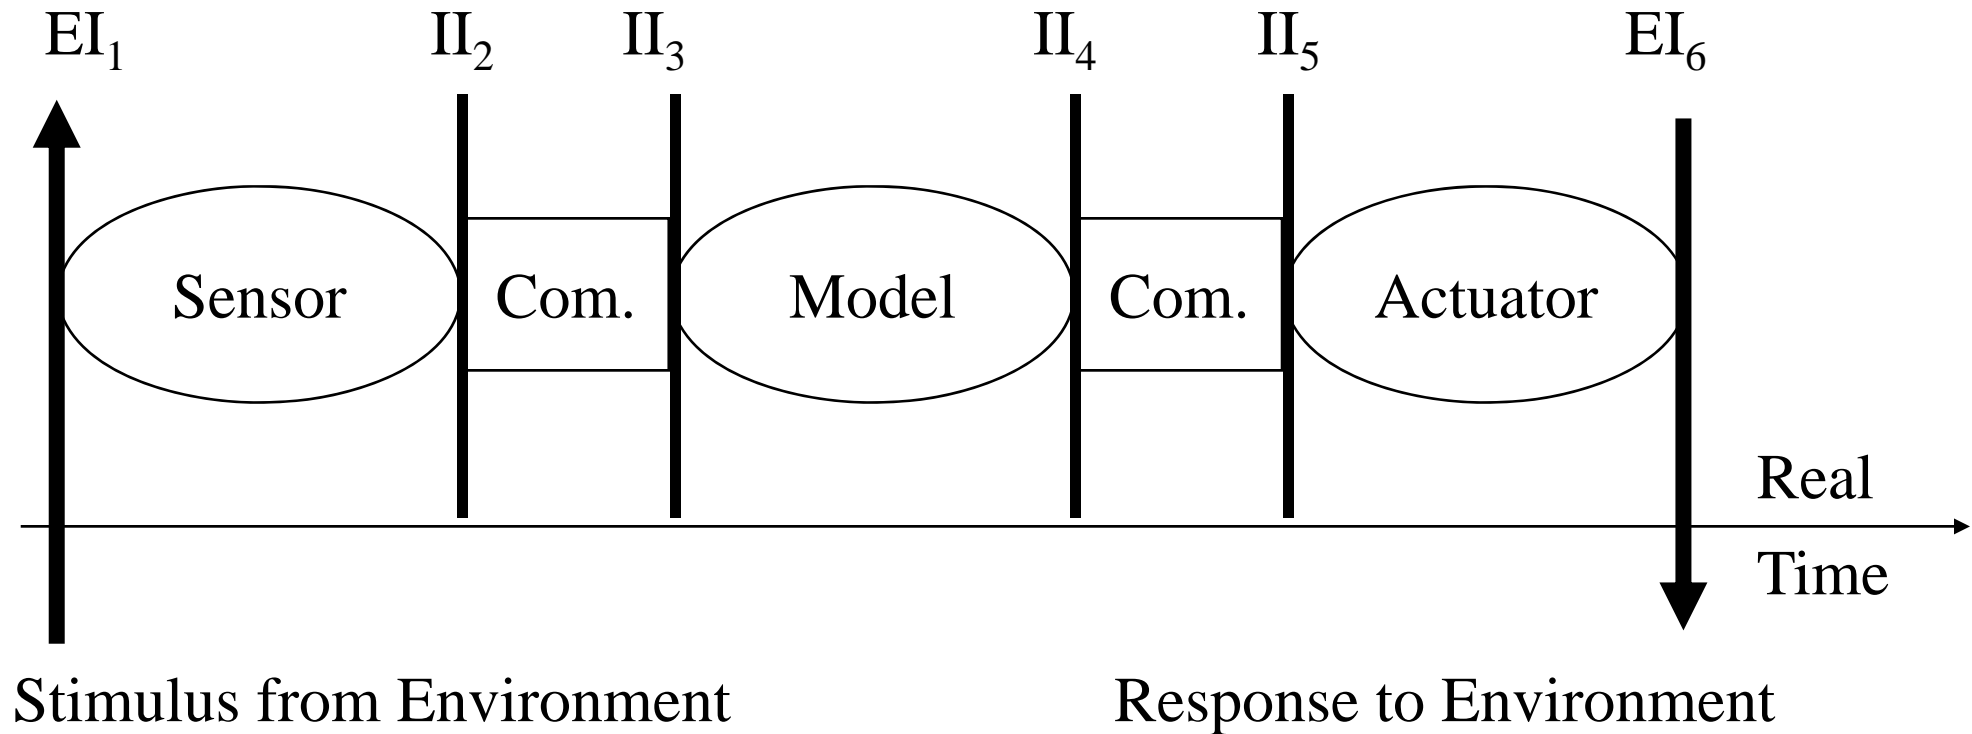 EI₁ II₂ II₃ II₄ II₅ EI₆
Sensor Com. Model Com. Actuator
Real
Time
Stimulus from Environment Response to Environment